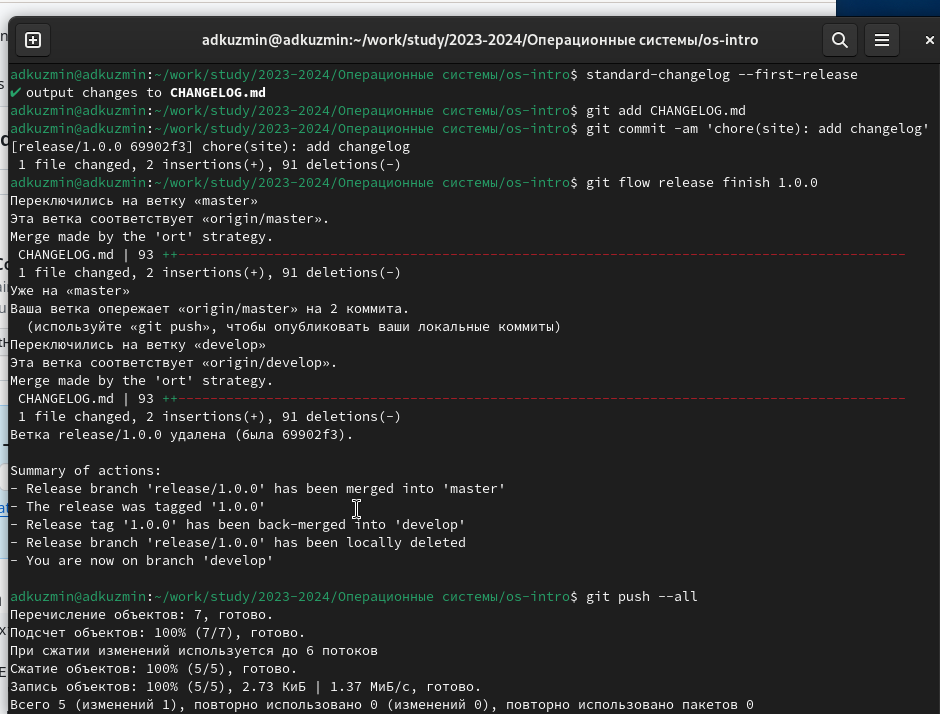 adkuzmin@adkuzmin:~/work/study/2023-2024/Операционные системы/os-intro
adkuzmin@adkuzmin:~/work/study/2023-2024/Операционные системы/os-intro$ standard-changelog --first-release
✔ output changes to CHANGELOG.md
adkuzmin@adkuzmin:~/work/study/2023-2024/Операционные системы/os-intro$ git add CHANGELOG.md
adkuzmin@adkuzmin:~/work/study/2023-2024/Операционные системы/os-intro$ git commit -am 'chore(site): add changelog'
[release/1.0.0 69902f3] chore(site): add changelog
1 file changed, 2 insertions(+), 91 deletions(-)
adkuzmin@adkuzmin:~/work/study/2023-2024/Операционные системы/os-intro$ git flow release finish 1.0.0
Переключились на ветку «master»
Эта ветка соответствует «origin/master».
Merge made by the 'ort' strategy.
CHANGELOG.md | 93 ++-------------------------------------------------------------------------------------------
1 file changed, 2 insertions(+), 91 deletions(-)
Уже на «master»
Ваша ветка опережает «origin/master» на 2 коммита.
(используйте «git push», чтобы опубликовать ваши локальные коммиты)
Переключились на ветку «develop»
Эта ветка соответствует «origin/develop».
Merge made by the 'ort' strategy.
CHANGELOG.md | 93 ++-------------------------------------------------------------------------------------------
1 file changed, 2 insertions(+), 91 deletions(-)
Ветка release/1.0.0 удалена (была 69902f3).
Summary of actions:
- Release branch 'release/1.0.0' has been merged into 'master'
- The release was tagged '1.0.0'
- Release tag '1.0.0' has been back-merged into 'develop'
- Release branch 'release/1.0.0' has been locally deleted
- You are now on branch 'develop'
adkuzmin@adkuzmin:~/work/study/2023-2024/Операционные системы/os-intro$ git push --all
Перечисление объектов: 7, готово.
Подсчет объектов: 100% (7/7), готово.
При сжатии изменений используется до 6 потоков
Сжатие объектов: 100% (5/5), готово.
Запись объектов: 100% (5/5), 2.73 КиБ | 1.37 МиБ/с, готово.
Всего 5 (изменений 1), повторно использовано 0 (изменений 0), повторно использовано пакетов 0